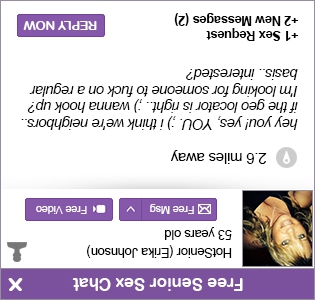 Free Senior Sex Chat
HotSenior (Erika Johnson)
53 years old
Free Msg
Free Video
2.6 miles away
hey you! yes, YOU ;) i think we're neighbors..
if the geo locator is right.. ;) wanna hook up?
I'm looking for someone to fuck on a regular
basis.. interested?
+1 Sex Request
+2 New Messages (2)
REPLY NOW